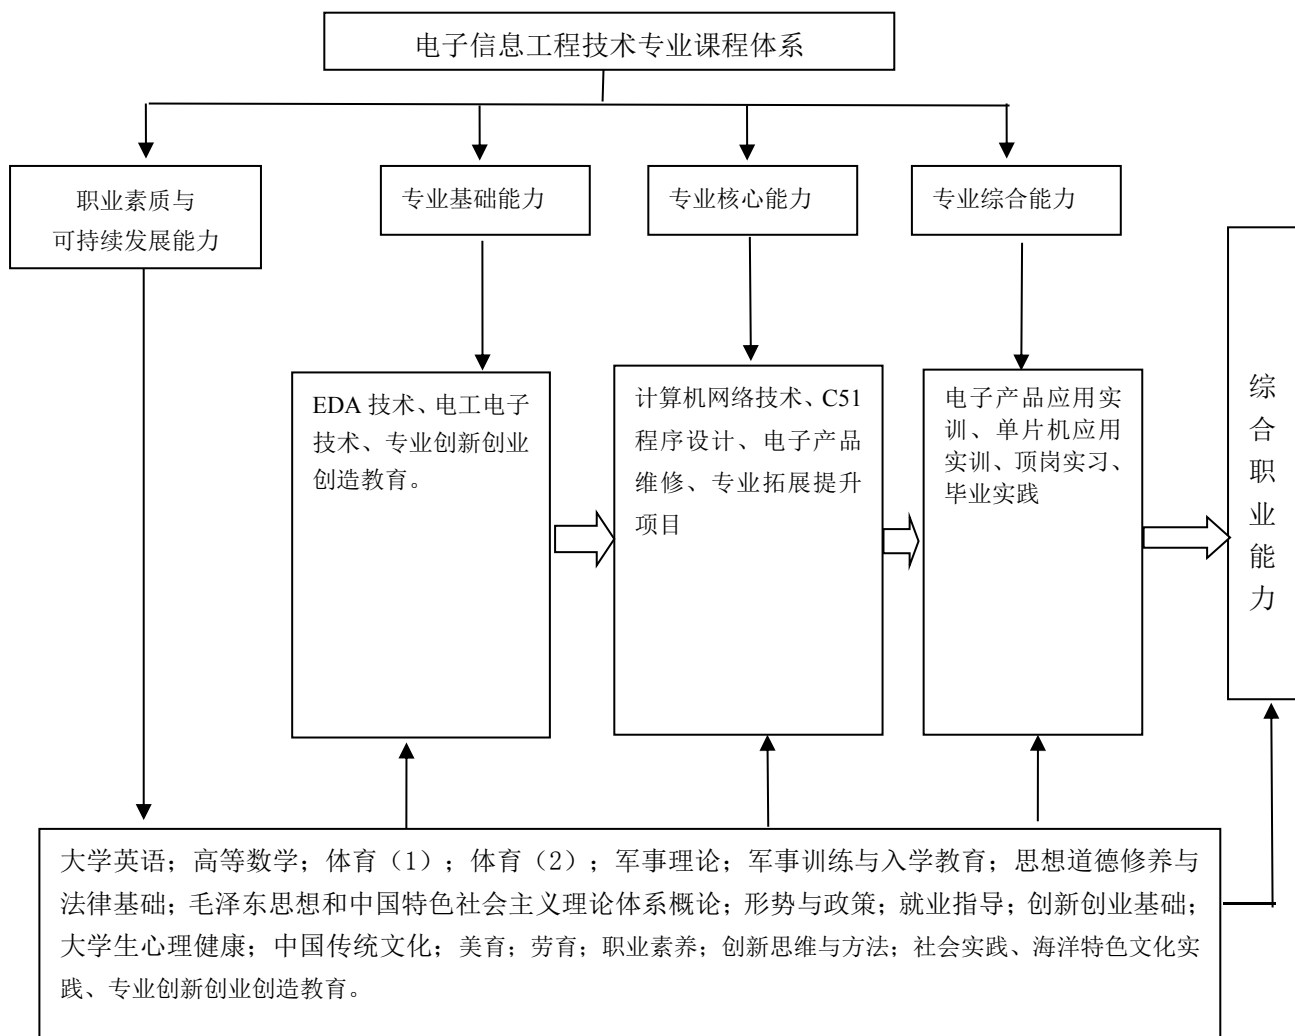 电子信息工程技术专业课程体系
职业素质与
可持续发展能力
专业基础能力
专业核心能力
专业综合能力
EDA 技术、电工电子
技术、专业创新创业
创造教育。
计算机网络技术、C51
程序设计、电子产品
维修、专业拓展提升
项目
电子产品应用实
训、单片机应用
实训、顶岗实习、
毕业实践
综
合
职
业
能
力
大学英语；高等数学；体育（1）；体育（2）；军事理论；军事训练与入学教育；思想道德修养与
法律基础；毛泽东思想和中国特色社会主义理论体系概论；形势与政策；就业指导；创新创业基础；
大学生心理健康；中国传统文化；美育；劳育；职业素养；创新思维与方法；社会实践、海洋特色文化实
践、专业创新创业创造教育。